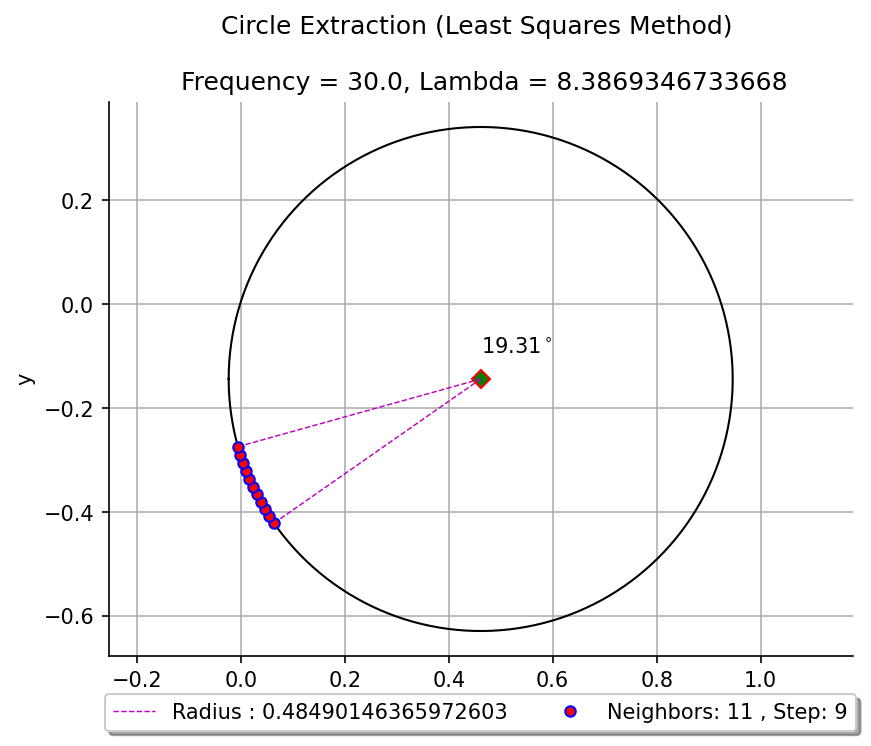 Circle Extraction (Least Squares Method)
Frequency = 30.0, Lambda = 8.3869346733668
0.2
0.0
−0.2
−0.4
−0.6
y
19.31°
−0.2 0.0 0.2 0.4 0.6 0.8 1.0
Radius : 0.48490146365972603 Neighbors: 11 , Step: 9